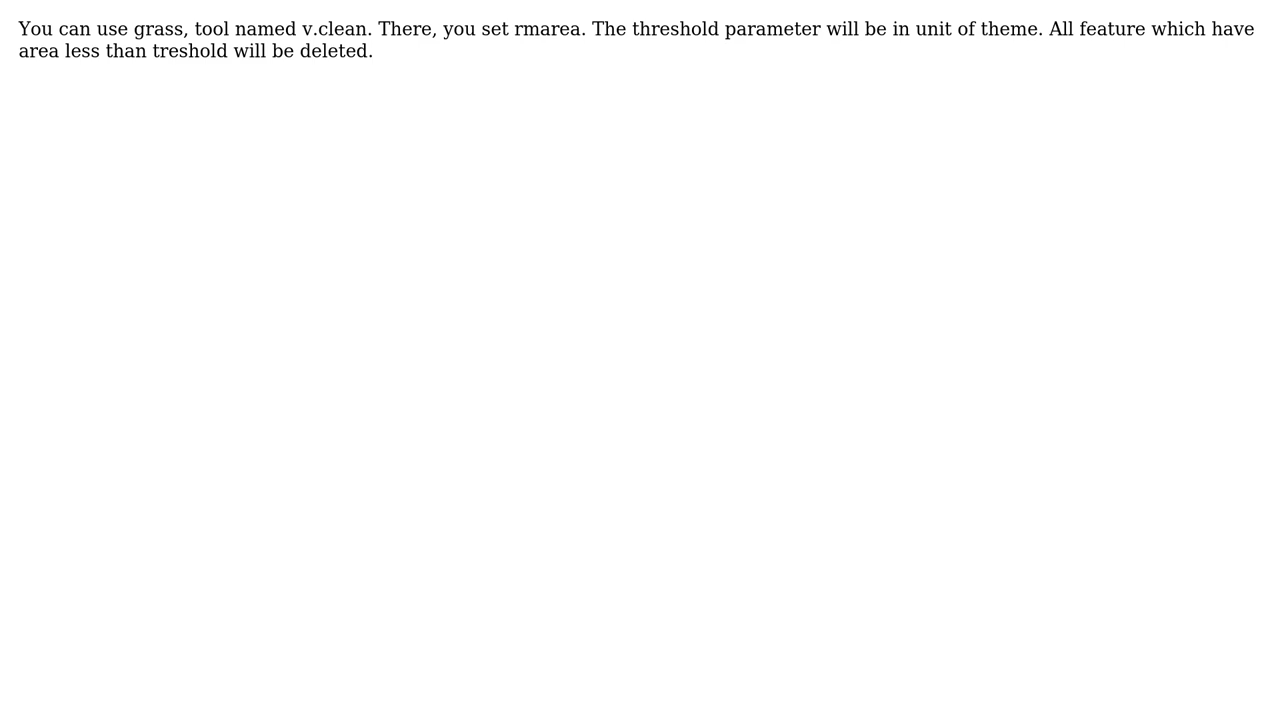 You can use grass, tool named v.clean. There, you set rmarea. The threshold parameter will be in unit of theme. All feature which have
area less than treshold will be deleted.